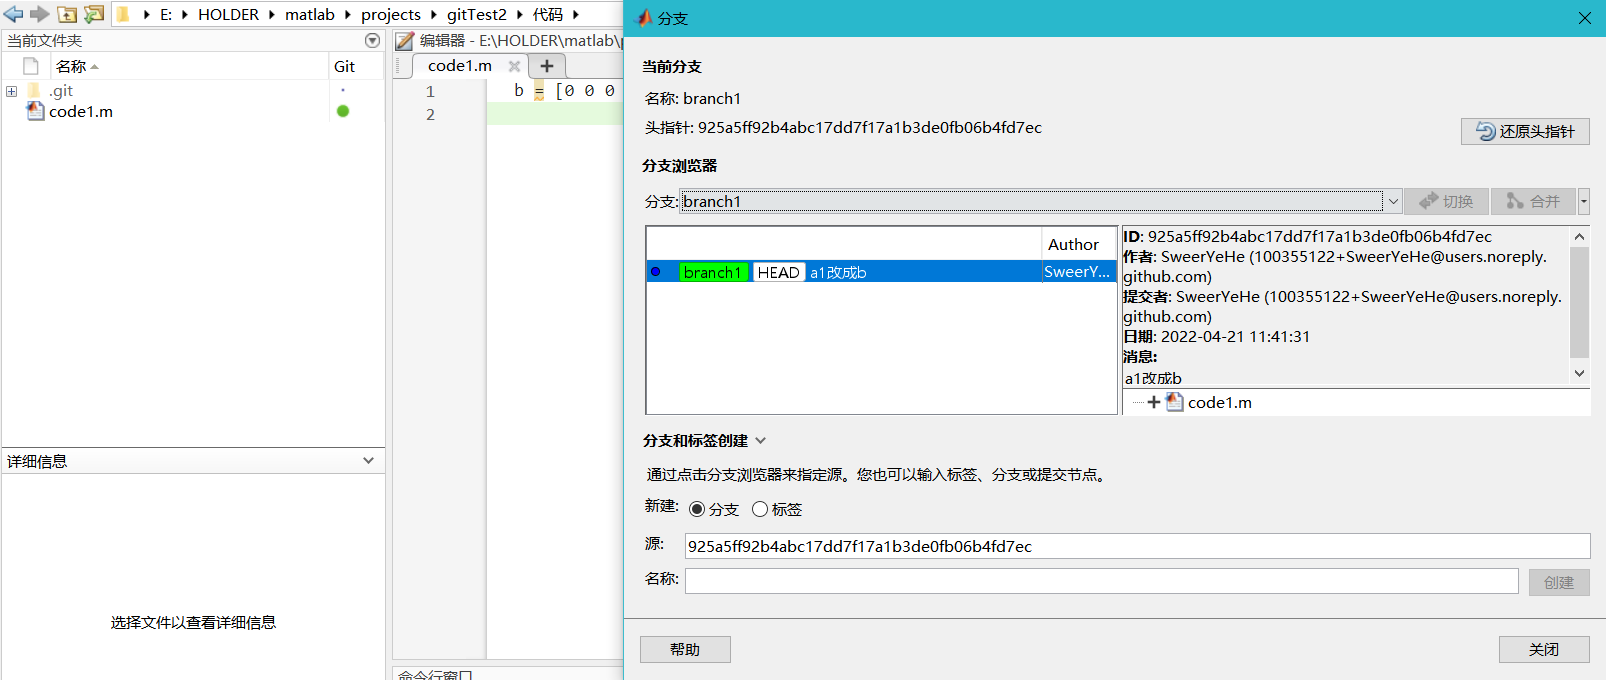 E: HOLDER matlab projects gitTest2 代码
当前文件夹
名称 Git
.git
code1.m
详细信息
选择文件以查看详细信息
编辑器 - E:\HOLDER\matlab\
code1.m
1 b = [0 0 0
2
命令行窗口
分支
当前分支
名称: branch1
头指针: 925a5ff92b4abc17dd7f17a1b3de0fb06b4fd7ec
还原头指针
分支浏览器
分支: branch1 切换 合并
Author
branch1 HEAD a1改成b SweerY...
ID: 925a5ff92b4abc17dd7f17a1b3de0fb06b4fd7ec
作者: SweerYeHe (100355122+SweerYeHe@users.noreply.
github.com)
提交者: SweerYeHe (100355122+SweerYeHe@users.noreply.
github.com)
日期: 2022-04-21 11:41:31
消息:
a1改成b
code1.m
分支和标签创建
通过点击分支浏览器来指定源。您也可以输入标签、分支或提交节点。
新建: 分支 标签
源: 925a5ff92b4abc17dd7f17a1b3de0fb06b4fd7ec
名称: 创建
帮助 关闭